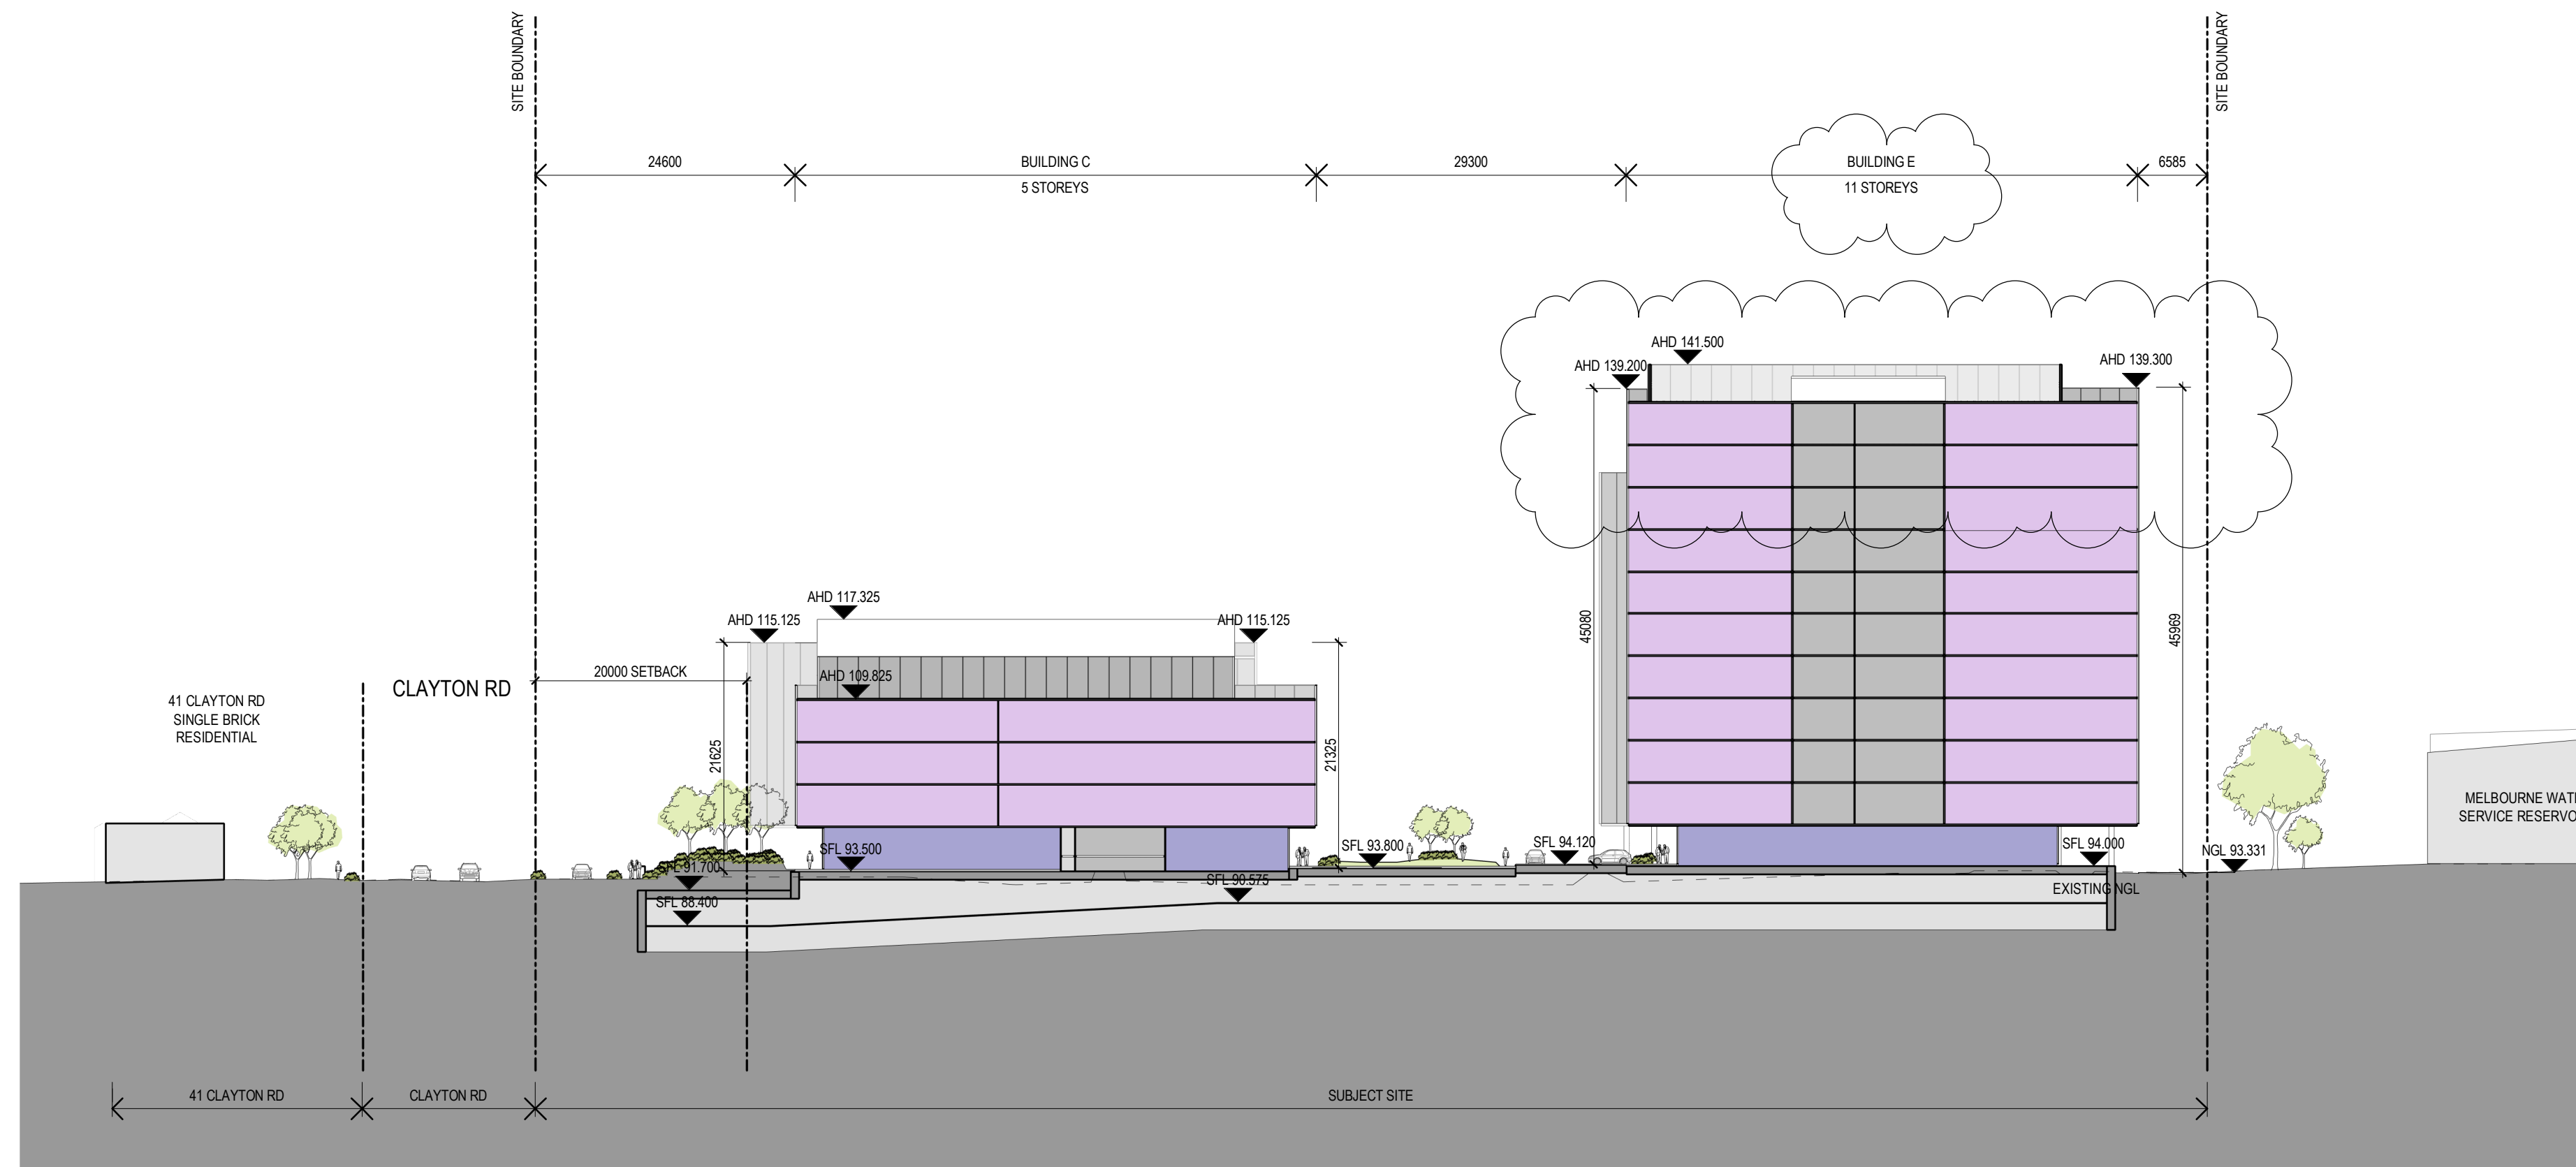 SITE BOUNDARY
SITE BOUNDARY
24600
BUILDING C
5 STOREYS
29300
BUILDING E
11 STOREYS
6585
AHD 141.500
AHD 139.200
AHD 139.300
AHD 117.325
AHD 115.125
AHD 115.125
45080
45969
20000 SETBACK
AHD 109.825
CLAYTON RD
41 CLAYTON RD
SINGLE BRICK
RESIDENTIAL
21625
21325
MELBOURNE
SERVICE
SFL 93.500
SFL 93.800
SFL 94.120
SFL 94.000
NGL 93.331
91.700
SFL 90.575
EXISTING NGL
SFL 88.400
41 CLAYTON RD
CLAYTON RD
SUBJECT SITE